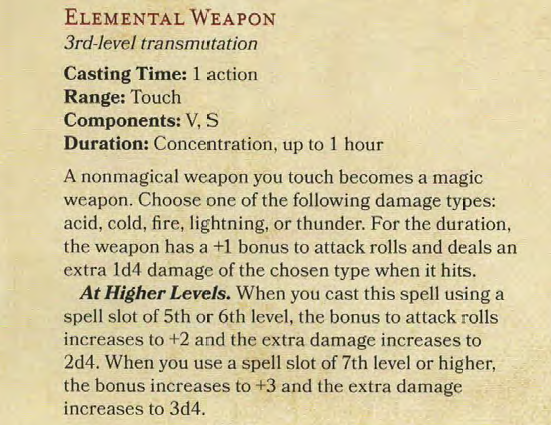 ELEMENTAL WEAPON
3rd-level transmutation
Casting Time: 1 action
Range: Touch
Components: V, S
Duration: Concentration, up to 1 hour
A nonmagical weapon you touch becomes a magic
weapon. Choose one of the following damage types:
acid, cold, fire, lightning, or thunder. For the duration,
the weapon has a +1 bonus to attack rolls and deals an
extra 1d4 damage of the chosen type when it hits.
At Higher Levels. When you cast this spell using a
spell slot of 5th or 6th level, the bonus to attack rolls
increases to +2 and the extra damage increases to
2d4. When you use a spell slot of 7th level or higher,
the bonus increases to +3 and the extra damage
increases to 3d4.